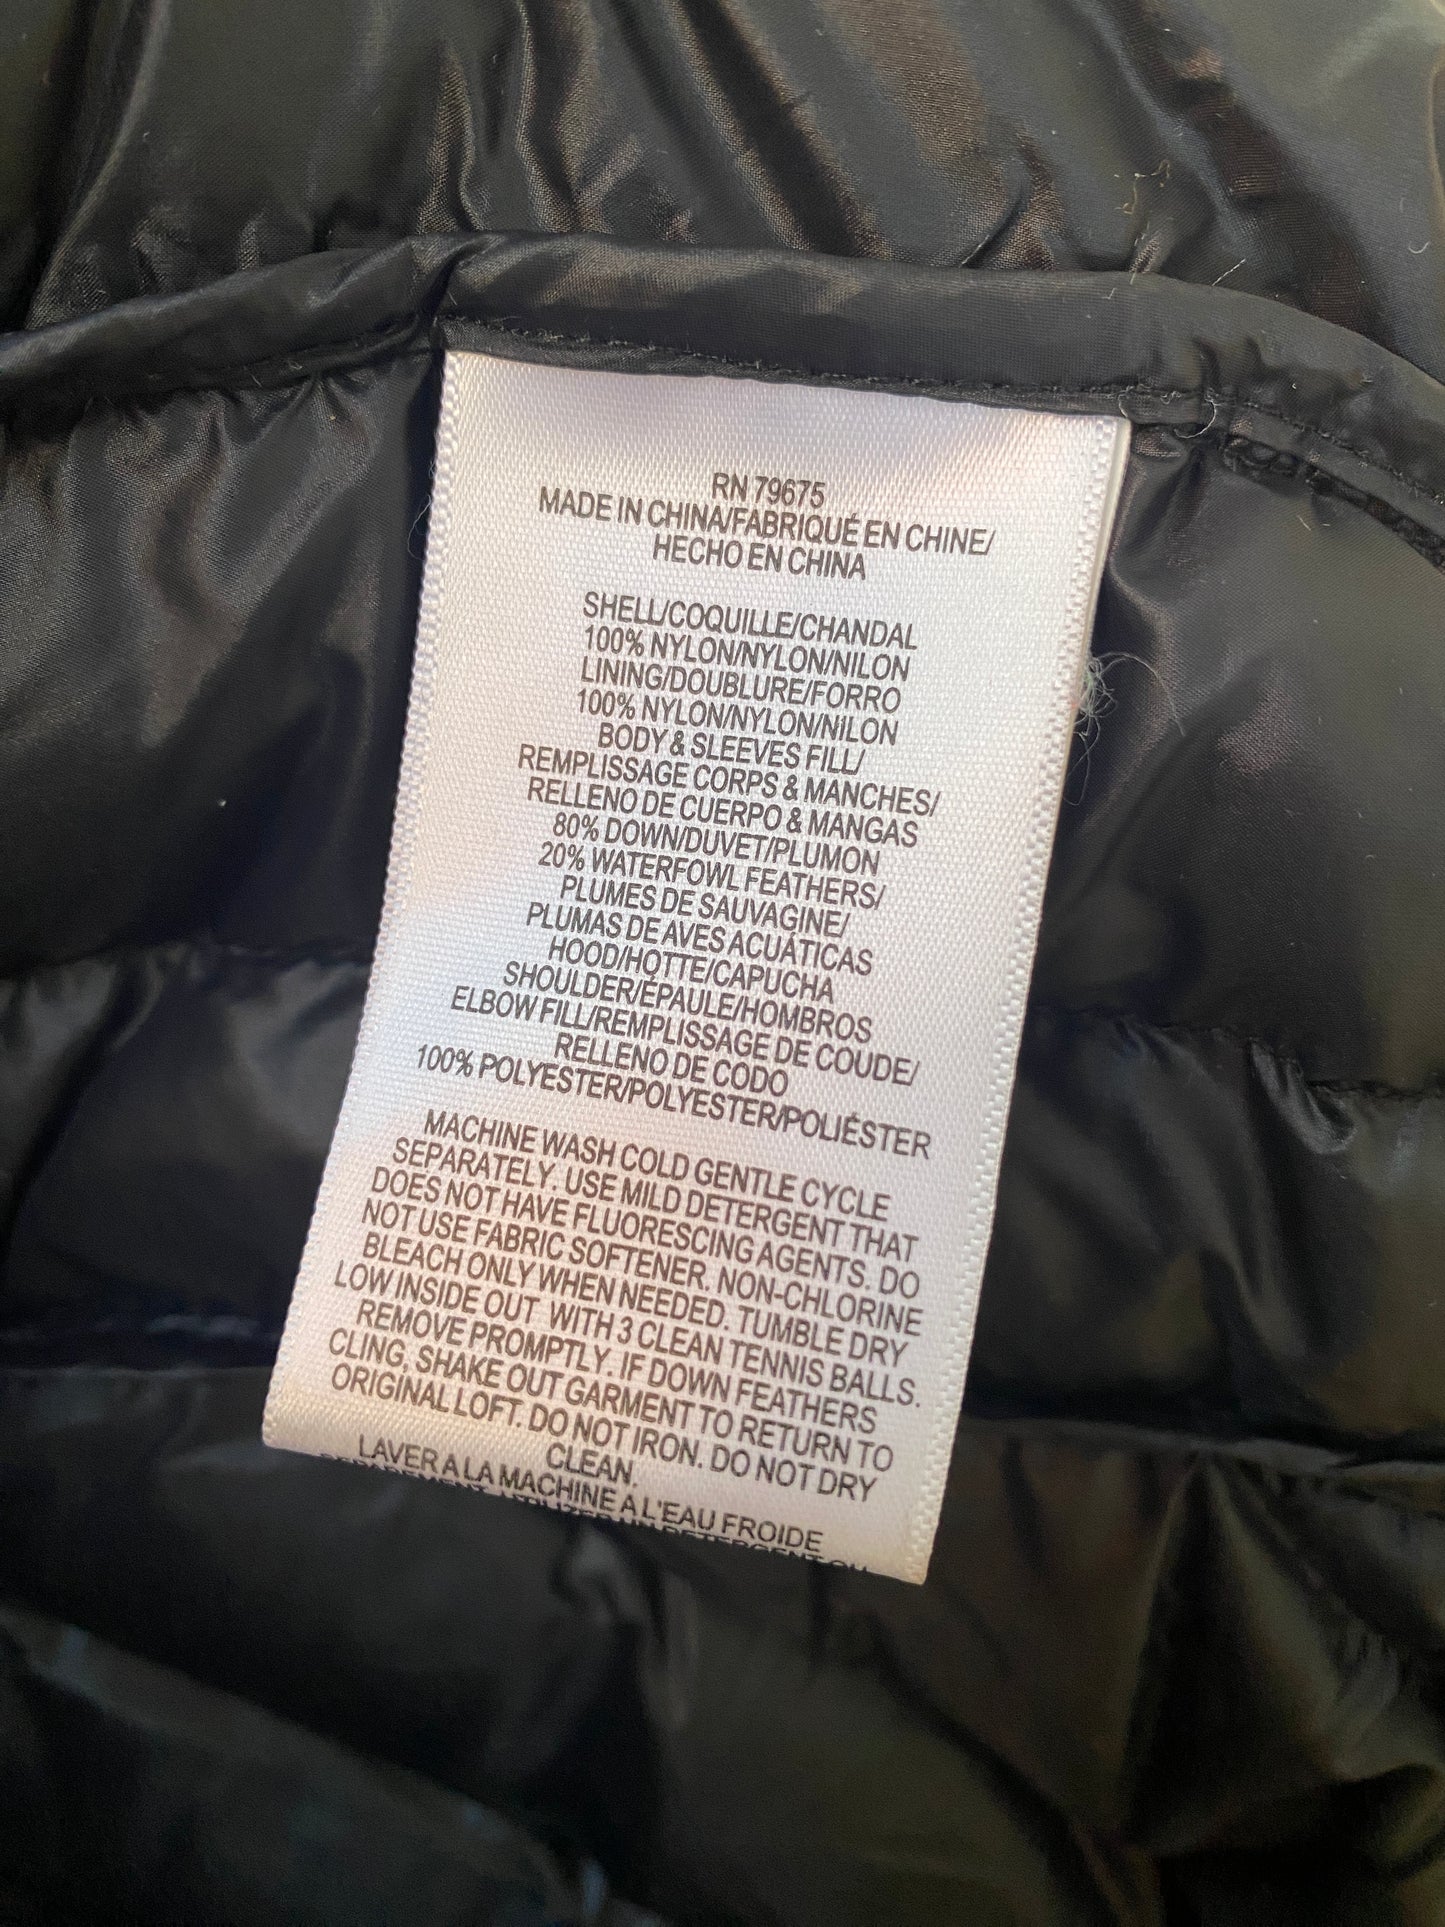 RN 79675
MADE IN CHINA/FABRIQUÉ EN CHINE/
HECHO EN CHINA
SHELL/COQUILLE/CHANDAL
100% NYLON/NYLON/NILON
LINING/DOUBLURE/FORRO
100% NYLON/NYLON/NILON
BODY & SLEEVES FILL/
REMPLISSAGE CORPS & MANCHES/
RELLENO DE CUERPO & MANGAS
80% DOWN/DUVET/PLUMON
20% WATERFOWL FEATHERS/
PLUMES DE SAUVAGINE/
PLUMAS DE AVES ACUÁTICAS
HOOD/HOTTE/CAPUCHA
SHOULDER/ÉPAULE/HOMBROS
ELBOW FILL/REMPLISSAGE DE COUDE/
RELLENO DE CODO
100% POLYESTER/POLYESTER/POLIÉSTER
MACHINE WASH COLD GENTLE CYCLE
SEPARATELY. USE MILD DETERGENT THAT
DOES NOT HAVE FLUORESCING AGENTS. DO
NOT USE FABRIC SOFTENER. NON-CHLORINE
BLEACH ONLY WHEN NEEDED. TUMBLE DRY
LOW INSIDE OUT WITH 3 CLEAN TENNIS BALLS.
REMOVE PROMPTLY. IF DOWN FEATHERS
CLING, SHAKE OUT GARMENT TO RETURN TO
ORIGINAL LOFT. DO NOT IRON. DO NOT DRY
CLEAN.
LAVER A LA MACHINE À L'EAU FROIDE